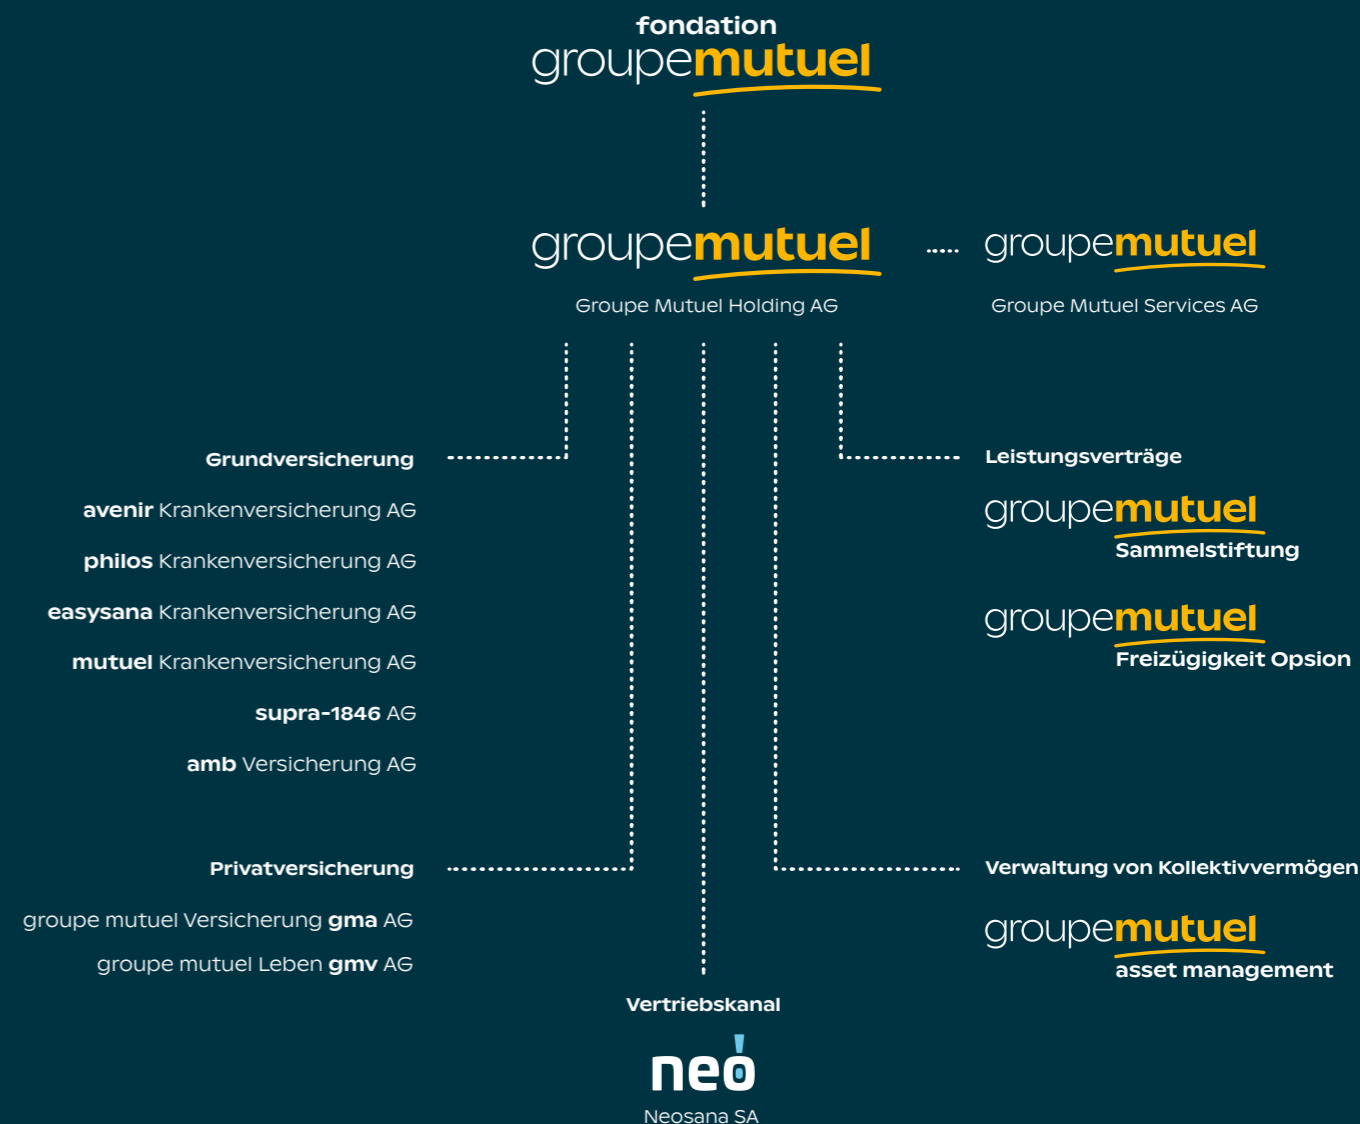 fondation
groupemutuel
groupemutuel
Groupe Mutuel Holding AG
groupemutuel
Groupe Mutuel Services AG
Grundversicherung
avenir Krankenversicherung AG
philos Krankenversicherung AG
easysana Krankenversicherung AG
mutuel Krankenversicherung AG
supra-1846 AG
amb Versicherung AG
Leistungsverträge
groupemutuel
Sammelstiftung
groupemutuel
Freizügigkeit Opsion
Privatversicherung
groupe mutuel Versicherung gma AG
groupe mutuel Leben gmv AG
Verwaltung von Kollektivvermögen
groupemutuel
asset management
Vertriebskanal
neó
Neosana SA